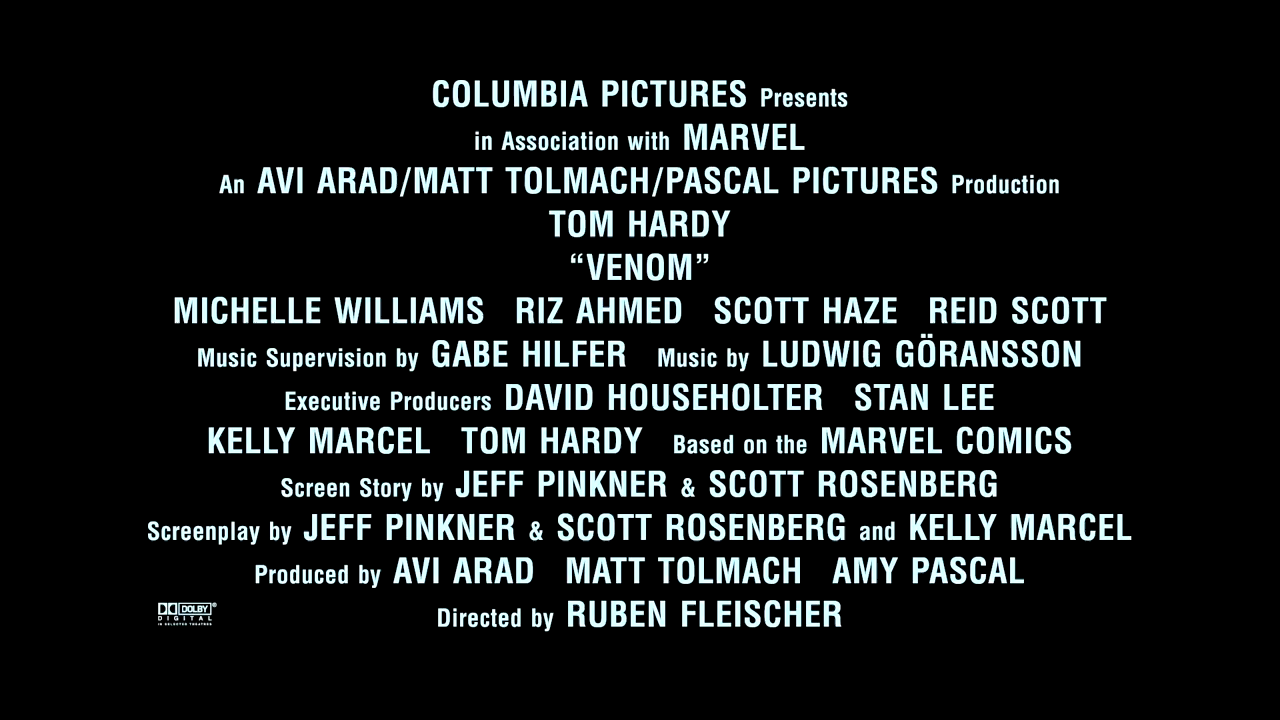 COLUMBIA PICTURES Presents
in Association with MARVEL
An AVI ARAD/MATT TOLMACH/PASCAL PICTURES Production
TOM HARDY
“VENOM”
MICHELLE WILLIAMS RIZ AHMED SCOTT HAZE REID SCOTT
Music Supervision by GABE HILFER Music by LUDWIG GÖRANSSON
Executive Producers DAVID HOUSEHOLTER STAN LEE
KELLY MARCEL TOM HARDY Based on the MARVEL COMICS
Screen Story by JEFF PINKNER & SCOTT ROSENBERG
Screenplay by JEFF PINKNER & SCOTT ROSENBERG and KELLY MARCEL
Produced by AVI ARAD MATT TOLMACH AMY PASCAL
Directed by RUBEN FLEISCHER
DOLBY®
DIGITAL
IN SELECTED THEATRES